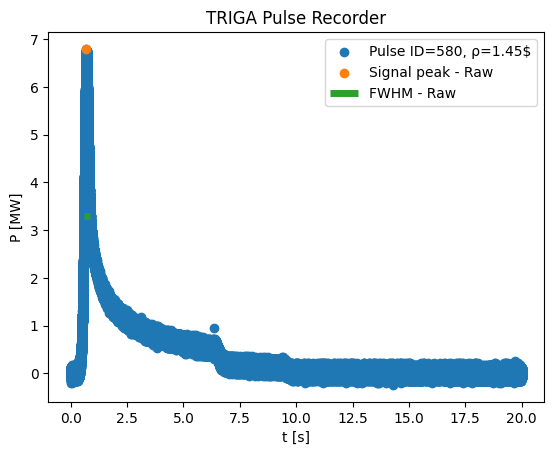 TRIGA Pulse Recorder
Pulse ID=580, ρ=1.45$
Signal peak - Raw
FWHM - Raw
P [MW]
7
6
5
4
3
2
1
0
0.0 2.5 5.0 7.5 10.0 12.5 15.0 17.5 20.0
t [s]